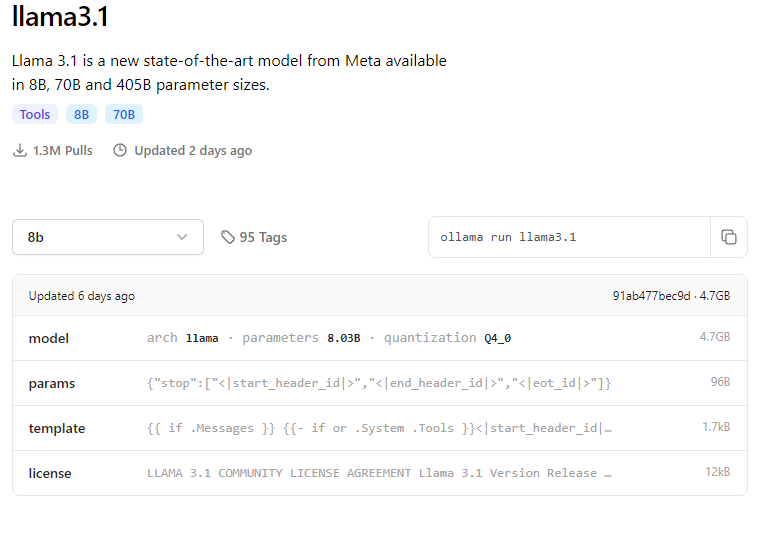 llama3.1
Llama 3.1 is a new state-of-the-art model from Meta available
in 8B, 70B and 405B parameter sizes.
Tools 8B 70B
1.3M Pulls Updated 2 days ago
8b 95 Tags ollama run llama3.1
Updated 6 days ago 91ab477bec9d · 4.7GB
model arch llama · parameters 8.03B · quantization Q4_0 4.7GB
params {"stop":["<|start_header_id|>","<|end_header_id|>","<|eot_id|>"]} 96B
template {{ if .Messages }} {{- if or .System .Tools }}<|start_header_id|… 1.7kB
license LLAMA 3.1 COMMUNITY LICENSE AGREEMENT Llama 3.1 Version Release … 12kB